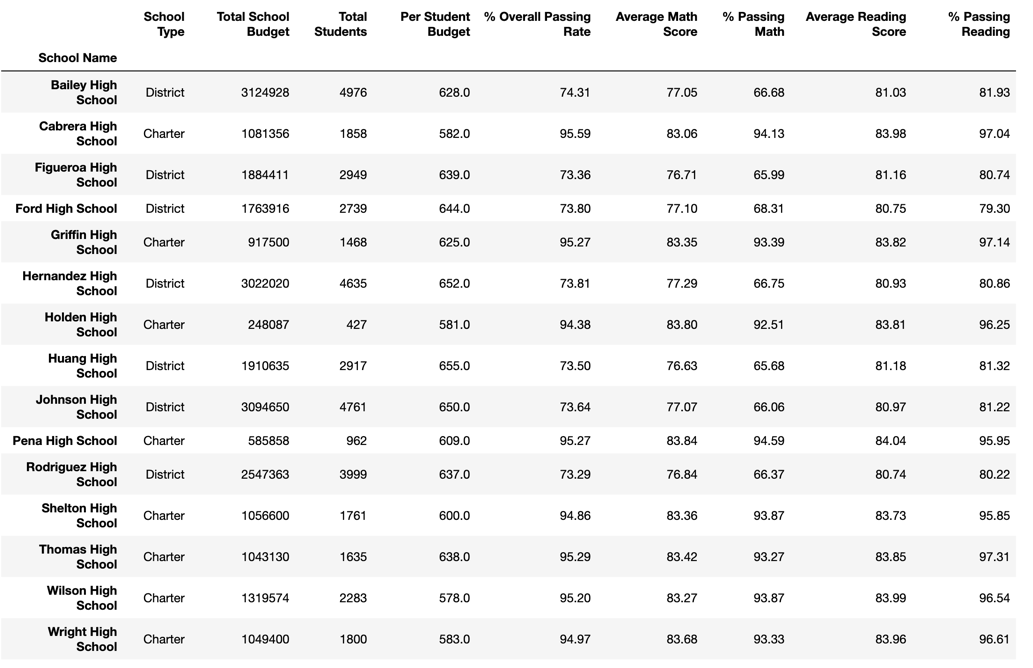 School Type Total School Budget Total Students Per Student Budget % Overall Passing Rate Average Math Score % Passing Math Average Reading Score % Passing Reading
School Name
Bailey High School District 3124928 4976 628.0 74.31 77.05 66.68 81.03 81.93
Cabrera High School Charter 1081356 1858 582.0 95.59 83.06 94.13 83.98 97.04
Figueroa High School District 1884411 2949 639.0 73.36 76.71 65.99 81.16 80.74
Ford High School District 1763916 2739 644.0 73.80 77.10 68.31 80.75 79.30
Griffin High School Charter 917500 1468 625.0 95.27 83.35 93.39 83.82 97.14
Hernandez High School District 3022020 4635 652.0 73.81 77.29 66.75 80.93 80.86
Holden High School Charter 248087 427 581.0 94.38 83.80 92.51 83.81 96.25
Huang High School District 1910635 2917 655.0 73.50 76.63 65.68 81.18 81.32
Johnson High School District 3094650 4761 650.0 73.64 77.07 66.06 80.97 81.22
Pena High School Charter 585858 962 609.0 95.27 83.84 94.59 84.04 95.95
Rodriguez High School District 2547363 3999 637.0 73.29 76.84 66.37 80.74 80.22
Shelton High School Charter 1056600 1761 600.0 94.86 83.36 93.87 83.73 95.85
Thomas High School Charter 1043130 1635 638.0 95.29 83.42 93.27 83.85 97.31
Wilson High School Charter 1319574 2283 578.0 95.20 83.27 93.87 83.99 96.54
Wright High School Charter 1049400 1800 583.0 94.97 83.68 93.33 83.96 96.61